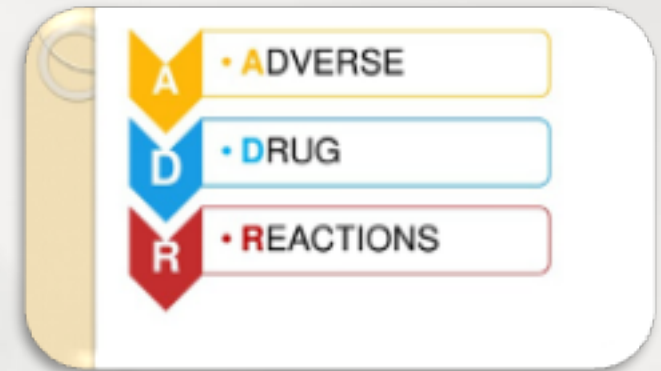 A • ADVERSE
D • DRUG
R • REACTIONS